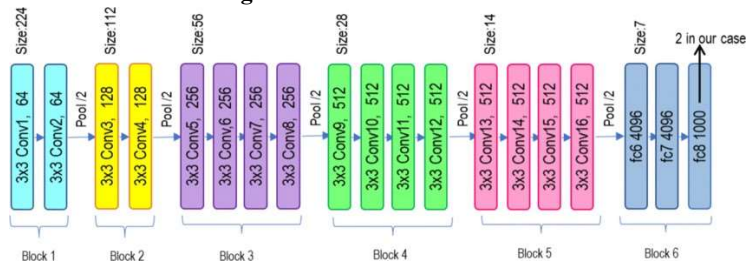 Size:224
Size:112
Size:56
Size:28
Size:14
Size:7
2 in our case
3x3 Conv1, 64
3x3 Conv2, 64
Pool /2
3x3 Conv3, 128
3x3 Conv4, 128
Pool /2
3x3 Conv5, 256
3x3 Conv,6 256
3x3 Conv7, 256
3x3 Conv8, 256
Pool /2
3x3 Conv9, 512
3x3 Conv10, 512
3x3 Conv11, 512
3x3 Conv12, 512
Pool /2
3x3 Conv13, 512
3x3 Conv14, 512
3x3 Conv15, 512
3x3 Conv16, 512
Pool /2
fc6 4096
fc7 4096
fc8 1000
Block 1
Block 2
Block 3
Block 4
Block 5
Block 6